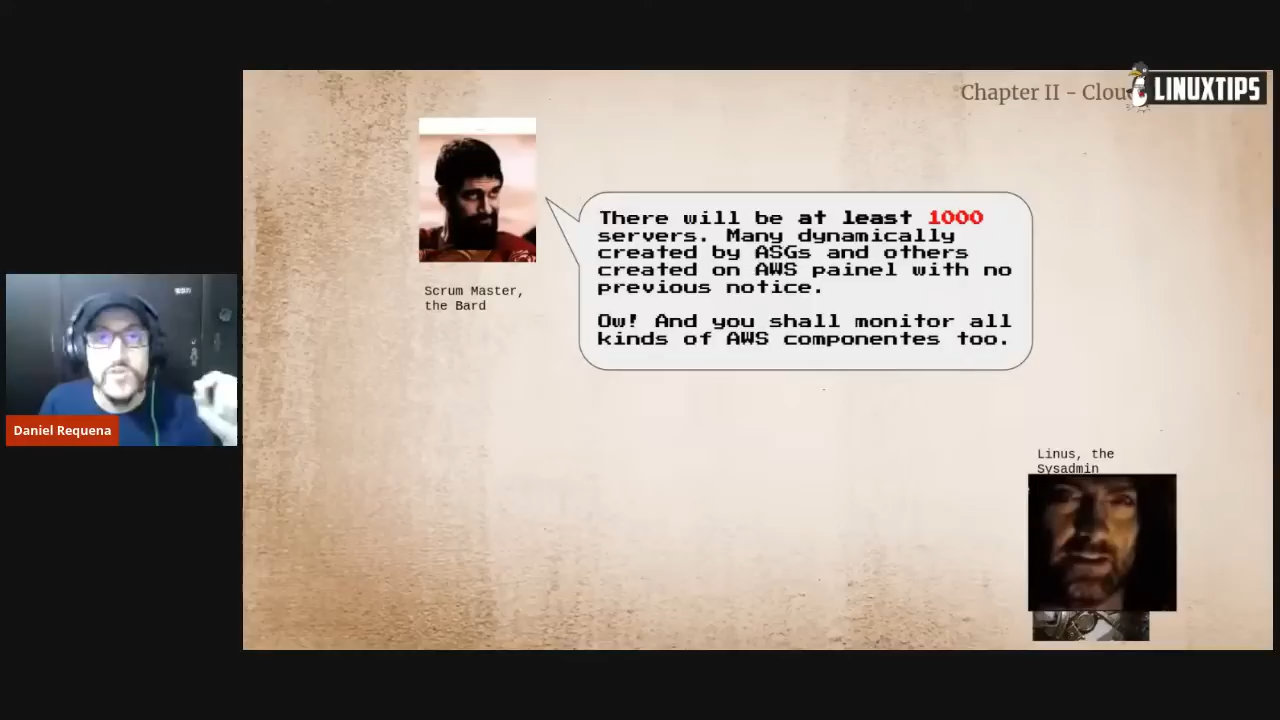 Chapter II - Clou
LINUXTIPS
There will be at least 1000
servers. Many dynamically
created by ASGs and others
created on AWS painel with no
previous notice.
Ow! And you shall monitor all
kinds of AWS componentes too.
Scrum Master,
the Bard
Daniel Requena
Linus, the
Sysadmin